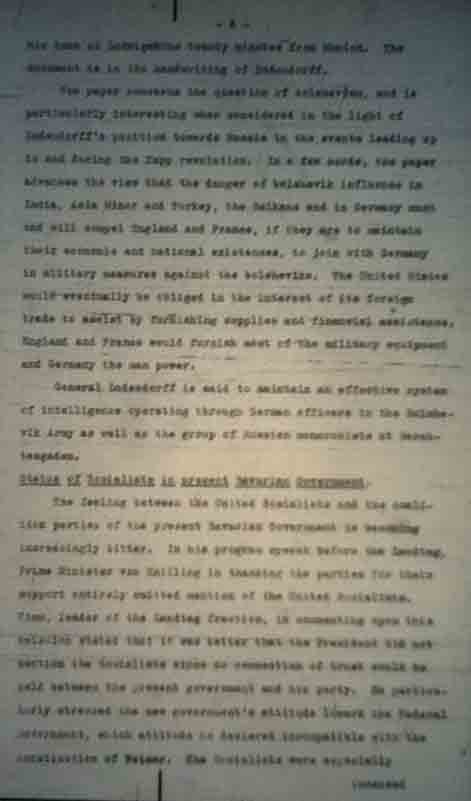 his home at Ludwigshöhe twenty minutes from Munich. The
document is in the handwriting of Ludendorff.
The paper concerns the question of bolshevism, and is
particularly interesting when considered in the light of
Ludendorff's position towards Russia in the events leading up
to and during the Kapp revolution. In a few words, the paper
advances the view that the danger of bolshevik influence in
India, Asia Minor and Turkey, the Balkans and in Germany must
and will compel England and France, if they are to maintain
their economic and national existences, to join with Germany
in military measures against the bolsheviks. The United States
would eventually be obliged in the interest of its foreign
trade to assist by furnishing supplies and financial assistance,
England and France would furnish most of the military equipment
and Germany the man power.
General Ludendorff is said to maintain an effective system
of intelligence operating through German officers in the Bolshe-
vik Army as well as the group of Russian monarchists at Berch-
tesgaden.
Status of Socialists in present Bavarian Government.
The feeling between the United Socialists and the coali-
tion parties of the present Bavarian Government is becoming
increasingly bitter. In his program speech before the Landtag,
Prime Minister von Knilling in thanking the parties for their
support entirely omitted mention of the United Socialists.
leader of the Landtag fraction, in commenting upon this
omission stated that it was better that the President did not
mention the Socialists since no connection of trust would be
held between the present government and his party. He particu-
larly stressed the new government's attitude toward the Federal
Government, which attitude he declared incompatible with the
constitution of Weimar. The Socialists were especially
incensed